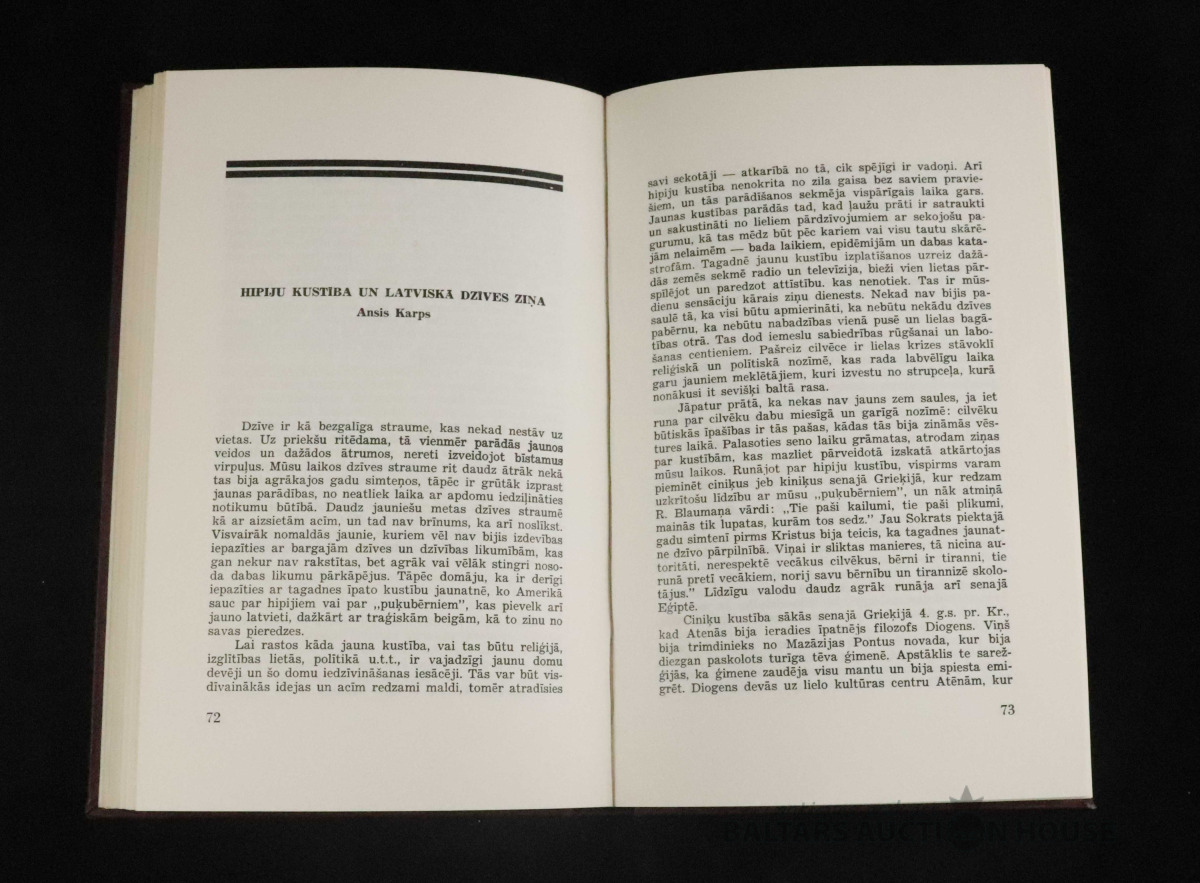 HIPIJU KUSTĪBA UN LATVISKĀ DZĪVES ZIŅA
Ansis Karps
Dzīve ir kā bezgalīga straume, kas nekad nestāv uz
vietas. Uz priekšu ritēdama, tā vienmēr parādās jaunos
veidos un dažādos ātrumos, nereti izveidojot bīstamus
virpuļus. Mūsu laikos dzīves straume rit daudz ātrāk nekā
tas bija agrākajos gadu simteņos, tāpēc ir grūtāk izprast
jaunas parādības, no neatliek laika ar apdomu iedziļināties
notikumu būtībā. Daudz jauniešu metas dzīves straumē
kā ar aizsietām acīm, un tad nav brīnums, ka arī noslīkst.
Visvairāk nomaldās jaunie, kuriem vēl nav bijis izdevības
iepazīties ar bargajām dzīves un dzīvības likumībām, kas
gan nekur nav rakstītas, bet agrāk vai vēlāk stingri noso-
da dabas likumu pārkāpējus. Tāpēc domāju, ka ir derīgi
iepazīties ar tagadnes īpato kustību jaunatnē, ko Amerikā
sauc par hipijiem vai par „puķubērniem", kas pievelk arī
jauno latvieti, dažkārt ar traģiskām beigām, kā to zinu no
savas pieredzes.
Lai rastos kāda jauna kustība, vai tas būtu reliģijā,
izglītības lietās, politikā u.t.t., ir vajadzīgi jaunu domu
devēji un šo domu iedzīvināšanas iesācēji. Tās var būt vis-
dīvainākās idejas un acīm redzami maldi, tomēr atradīsies
72
savi sekotāji — atkarībā no tā, cik spējīgi ir vadoņi. Arī
hipiju kustība nenokrita no zila gaisa bez saviem pravie-
šiem, un tās parādīšanos sekmēja vispārīgais laika gars.
Jaunas kustības parādās tad, kad ļaužu prāti ir satraukti
un sakustināti no lieliem pārdzīvojumiem ar sekojošu pa-
gurumu, kā tas mēdz būt pēc kariem vai visu tautu skārē-
jām nelaimēm — bada laikiem, epidēmijām un dabas kata-
strofām. Tagadnē jaunu kustību izplatīšanos uzreiz dažā-
dās zemēs sekmē radio un televīzija, bieži vien lietas pār-
spīlējot un paredzot attīstību, kas nenotiek. Tas ir mūs-
dienu sensāciju kārais ziņu dienests. Nekad nav bijis pa-
saulē tā, ka visi būtu apmierināti, ka nebūtu nekādu dzīves
pabērnu, ka nebūtu nabadzības vienā pusē un lielas bagā-
tības otrā. Tas dod iemeslu sabiedrības rūgšanai un labo-
šanas centieniem. Pašreiz cilvēce ir lielas krizes stāvoklī
reliģiskā un polītiskā nozīmē, kas rada labvēlīgu laika
garu jauniem meklētājiem, kuri izvestu no strupceļa, kurā
nonākusi it sevišķi baltā rasa.
Jāpatur prātā, ka nekas nav jauns zem saules, ja iet
runa par cilvēku dabu miesīgā un garīgā nozīmē: cilvēku
būtiskās īpašības ir tās pašas, kādas tās bija zināmās vēs-
tures laikā. Palasoties seno laiku grāmatas, atrodam ziņas
par kustībām, kas mazliet pārveidotā izskatā atkārtojas
mūsu laikos. Runājot par hipiju kustību, vispirms varam
pieminēt ciniķus jeb kiniķus senajā Grieķijā, kur redzam
uzkrītošu līdzību ar mūsu „puķubērniem", un nāk atmiņā
R. Blaumaņa vārdi: „Tie paši kailumi, tie paši plikumi,
mainās tik lupatas, kurām tos sedz." Jau Sokrats piektajā
gadu simtenī pirms Kristus bija teicis, ka tagadnes jaunat-
ne dzīvo pārpilnībā. Viņai ir sliktas manieres, tā nicina au-
toritāti, nerespektē vecākus cilvēkus, bērni ir tiranni, tie
runā pretī vecākiem, norij savu bērnību un tirannizē skolo-
tājus." Līdzīgu valodu daudz agrāk runāja arī senajā
Eģiptē.
Ciniķu kustība sākās senajā Grieķijā 4. g.s. pr. Kr.,
kad Atenās bija ieradies īpatnējs filozofs Diogens. Viņš
bija trimdinieks no Mazāzijas Pontus novada, kur bija
diezgan paskolots turīga tēva ģimenē. Apstāklis te sarež-
ģijās, ka ģimene zaudēja visu mantu un bija spiesta emi-
grēt. Diogens devās uz lielo kultūras centru Atēnām, kur
73
BALTARS AUCTION HOUSE